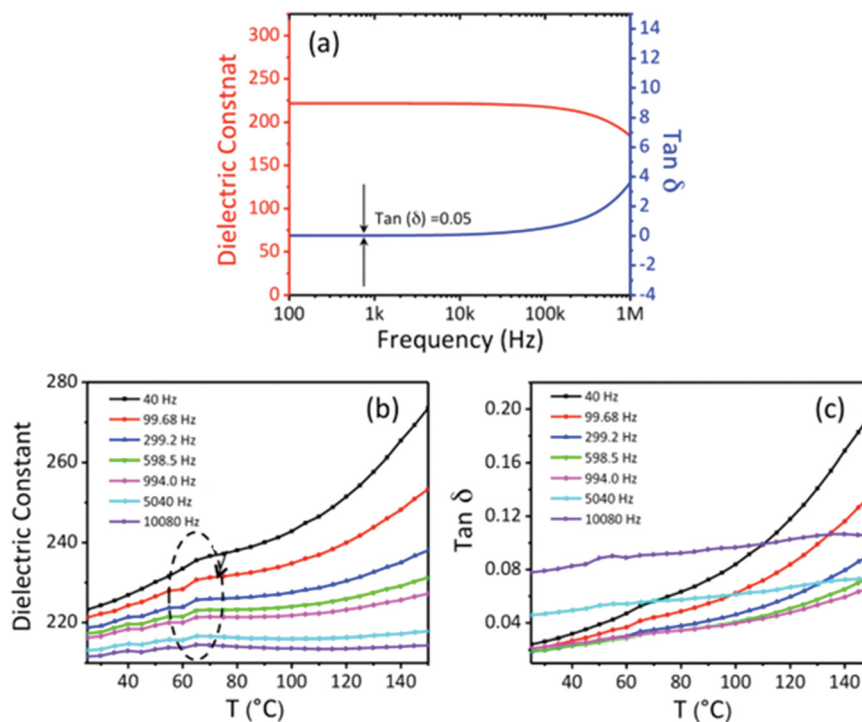 (a)
Dielectric Constnat
325
300
250
200
150
100
50
0
Tan (δ) =0.05
14
12
10
8
6
4
2
0
-2
-4
Tan δ
100 1k 10k 100k 1M
Frequency (Hz)
(b)
Dielectric Constant
280
260
240
220
40 Hz
99.68 Hz
299.2 Hz
598.5 Hz
994.0 Hz
5040 Hz
10080 Hz
40 60 80 100 120 140
T (°C)
(c)
Tan δ
0.20
0.16
0.12
0.08
0.04
40 Hz
99.68 Hz
299.2 Hz
598.5 Hz
994.0 Hz
5040 Hz
10080 Hz
40 60 80 100 120 140
T (°C)